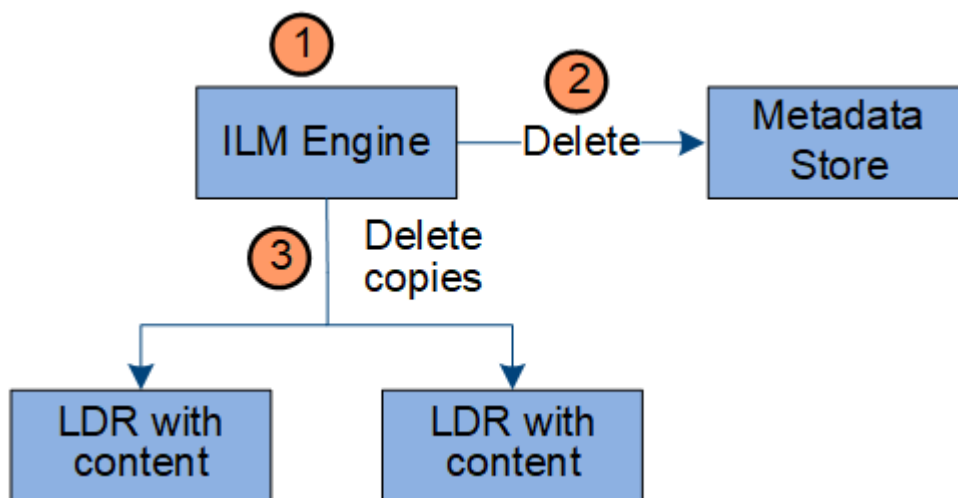 1
2
ILM Engine
Delete
Metadata
Store
3
Delete
copies
LDR with
content
LDR with
content